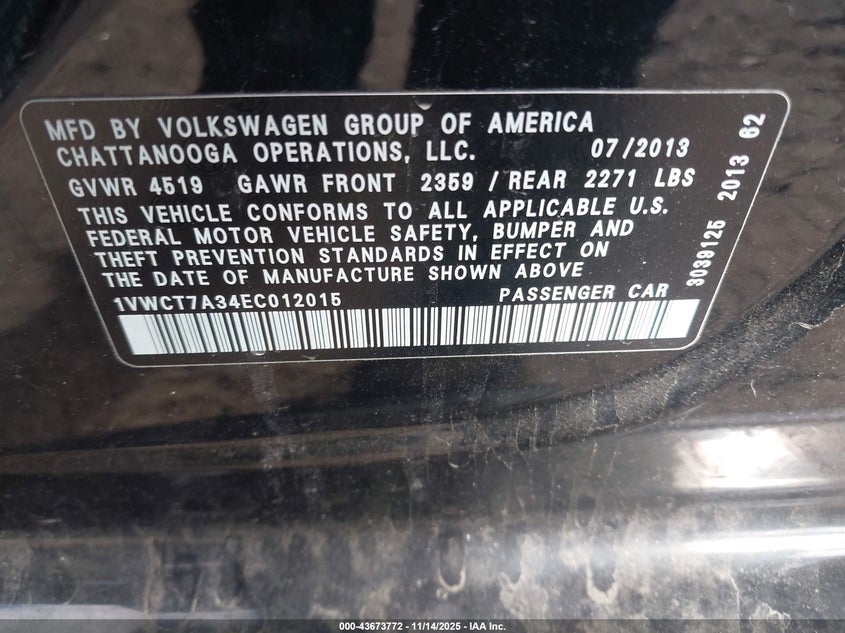 MFD BY VOLKSWAGEN GROUP OF AMERICA
CHATTANOOGA OPERATIONS, LLC. 07/2013
GVWR 4519 GAWR FRONT 2359 / REAR 2271 LBS
THIS VEHICLE CONFORMS TO ALL APPLICABLE U.S.
FEDERAL MOTOR VEHICLE SAFETY, BUMPER AND
THEFT PREVENTION STANDARDS IN EFFECT ON
THE DATE OF MANUFACTURE SHOWN ABOVE
1VWCT7A34EC012015 PASSENGER CAR
3039125 2013 62
000-43673772 - 11/14/2025 - IAA Inc.